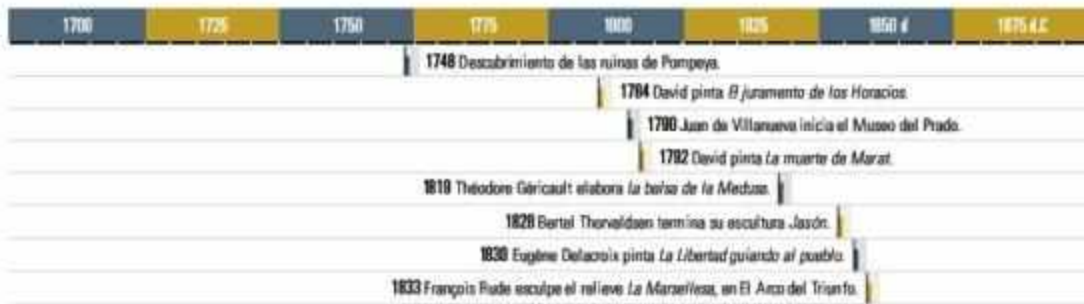 1700 1725 1750 1775 1800 1825 1850 d 1875 d.C
1748 Descubrimiento de las ruinas de Pompeya.
1784 David pinta El juramento de los Horacios.
1790 Juan de Villanueva inicia el Museo del Prado.
1792 David pinta La muerte de Marat.
1819 Théodore Géricault elabora La balsa de la Medusa.
1828 Bertel Thorvaldsen termina su escultura Jasón.
1830 Eugène Delacroix pinta La Libertad guiando al pueblo.
1833 François Rude esculpe el relieve La Marsellesa, en El Arco del Triunfo.